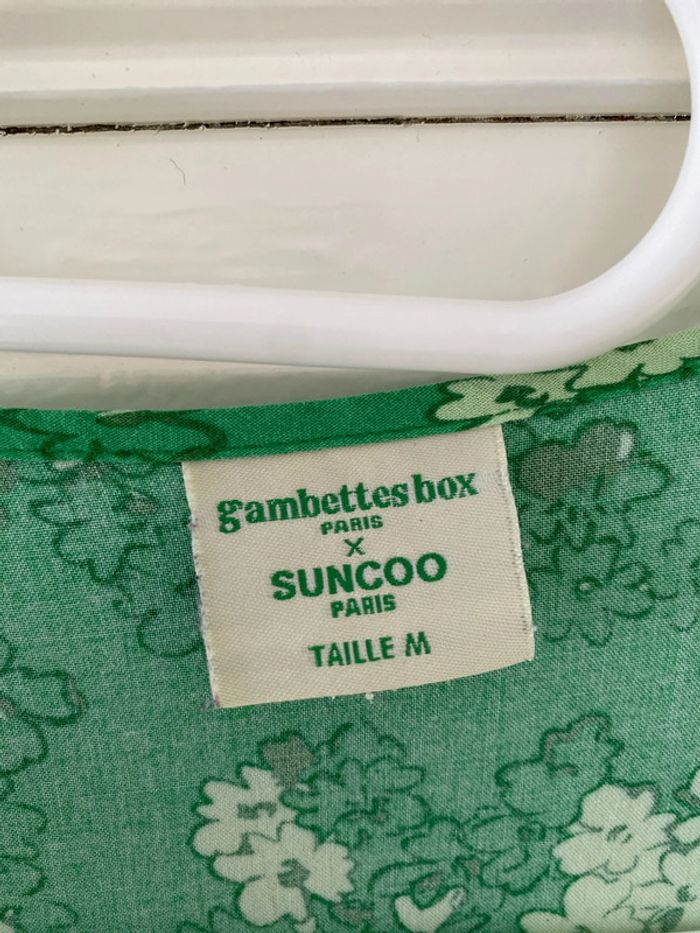 gambettes box
PARIS
X
SUNCOO
PARIS
TAILLE M